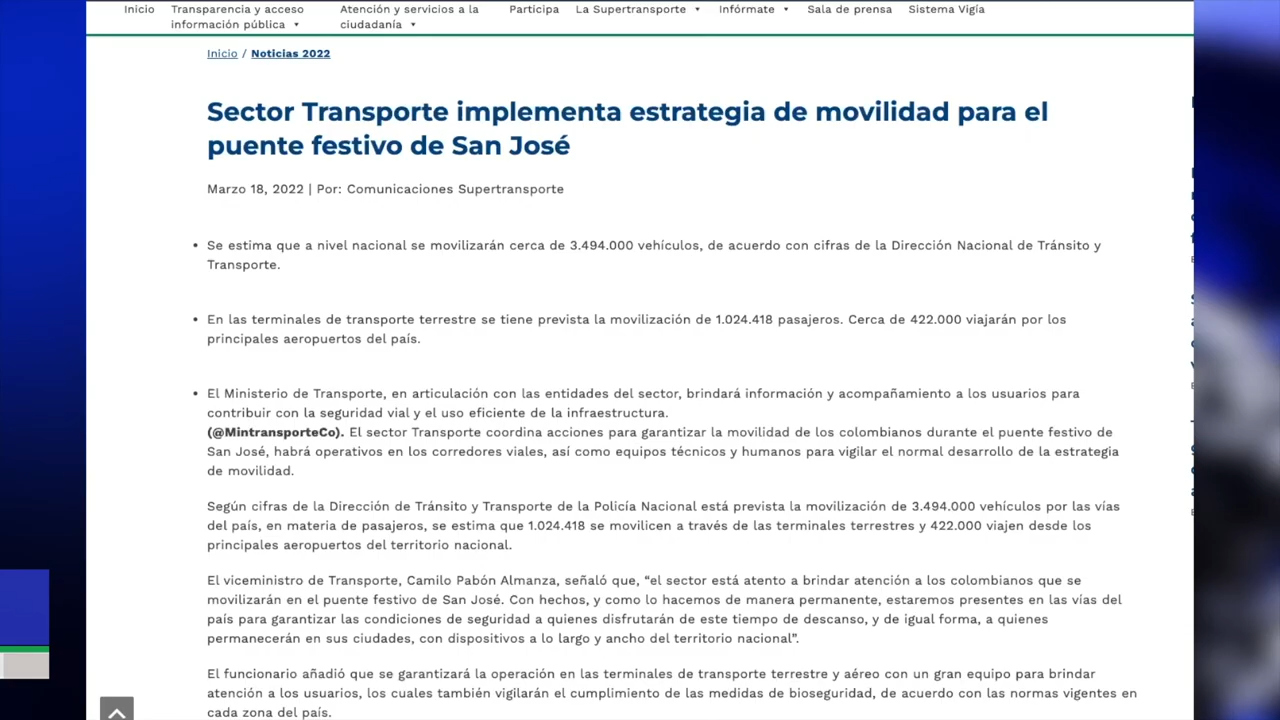 Inicio
Transparencia y acceso
información pública
Atención y servicios a la
ciudadanía
Participa
La Supertransporte
Infórmate
Sala de prensa
Sistema Vigía
Inicio / Noticias 2022
Sector Transporte implementa estrategia de movilidad para el
puente festivo de San José
Marzo 18, 2022 | Por: Comunicaciones Supertransporte
• Se estima que a nivel nacional se movilizarán cerca de 3.494.000 vehículos, de acuerdo con cifras de la Dirección Nacional de Tránsito y
Transporte.
• En las terminales de transporte terrestre se tiene prevista la movilización de 1.024.418 pasajeros. Cerca de 422.000 viajarán por los
principales aeropuertos del país.
• El Ministerio de Transporte, en articulación con las entidades del sector, brindará información y acompañamiento a los usuarios para
contribuir con la seguridad vial y el uso eficiente de la infraestructura.
(@MintransporteCo). El sector Transporte coordina acciones para garantizar la movilidad de los colombianos durante el puente festivo de
San José, habrá operativos en los corredores viales, así como equipos técnicos y humanos para vigilar el normal desarrollo de la estrategia
de movilidad.
Según cifras de la Dirección de Tránsito y Transporte de la Policía Nacional está prevista la movilización de 3.494.000 vehículos por las vías
del país, en materia de pasajeros, se estima que 1.024.418 se movilicen a través de las terminales terrestres y 422.000 viajen desde los
principales aeropuertos del territorio nacional.
El viceministro de Transporte, Camilo Pabón Almanza, señaló que, “el sector está atento a brindar atención a los colombianos que se
movilizarán en el puente festivo de San José. Con hechos, y como lo hacemos de manera permanente, estaremos presentes en las vías del
país para garantizar las condiciones de seguridad a quienes disfrutarán de este tiempo de descanso, y de igual forma, a quienes
permanecerán en sus ciudades, con dispositivos a lo largo y ancho del territorio nacional”.
El funcionario añadió que se garantizará la operación en las terminales de transporte terrestre y aéreo con un gran equipo para brindar
atención a los usuarios, los cuales también vigilarán el cumplimiento de las medidas de bioseguridad, de acuerdo con las normas vigentes en
cada zona del país.